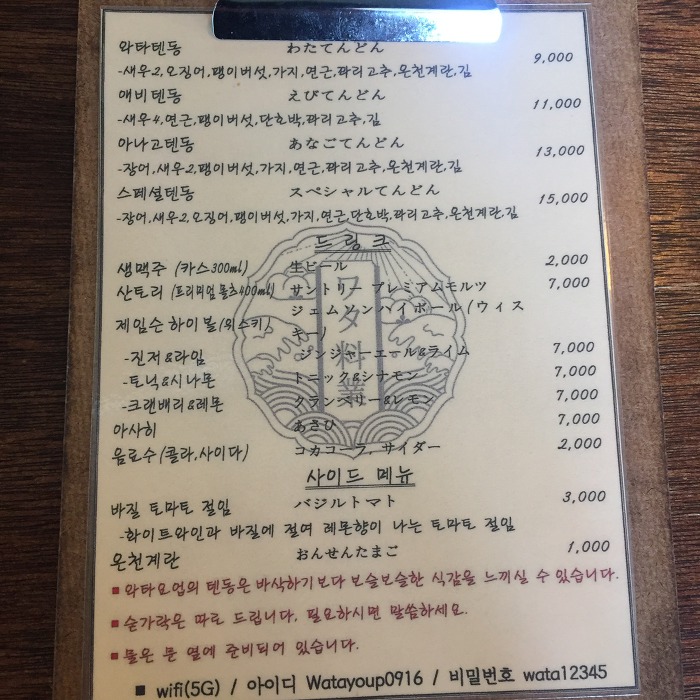 와타텐동 わたてんどん 9,000
-새우2,오징어,팽이버섯,가지,연근,꽈리고추,온천계란,김
애비텐동 えびてんどん 11,000
-새우4,연근,팽이버섯,단호박,꽈리고추,김
아나고텐동 あなごてんどん 13,000
-장어,새우2,팽이버섯,가지,연근,꽈리고추,온천계란,김
스페셜텐동 スペシャルてんどん 15,000
-장어,새우2,오징어,팽이버섯,가지,연근,단호박,꽈리고추,온천계란,김
드링크
생맥주 (카스300ml) 生ビール 2,000
산토리 (프리미엄몰츠400ml) サントリー プレミアムモルツ 7,000
제임슨 하이볼(위스키) ジェムソンハイボール(ウィスキー)
-진저&라임 ジンジャーエール&ライム 7,000
-토닉&시나몬 トニック&シナモン 7,000
-크랜베리&레몬 クランベリー&レモン 7,000
아사히 あさひ 7,000
음료수(콜라,사이다) コカコーラ, サイダー 2,000
ワタ料業
사이드 메뉴
바질 토마토 절임 バジルトマト 3,000
-화이트와인과 바질에 절여 레몬향이 나는 토마토 절임
온천계란 おんせんたまご 1,000
■ 와타요업의 텐동은 바삭하기보다 보슬보슬한 식감을 느끼실 수 있습니다.
■ 숟가락은 따로 드립니다, 필요하시면 말씀하세요.
■ 물은 문 옆에 준비되어 있습니다.
■ wifi(5G) / 아이디 Watayoup0916 / 비밀번호 wata12345